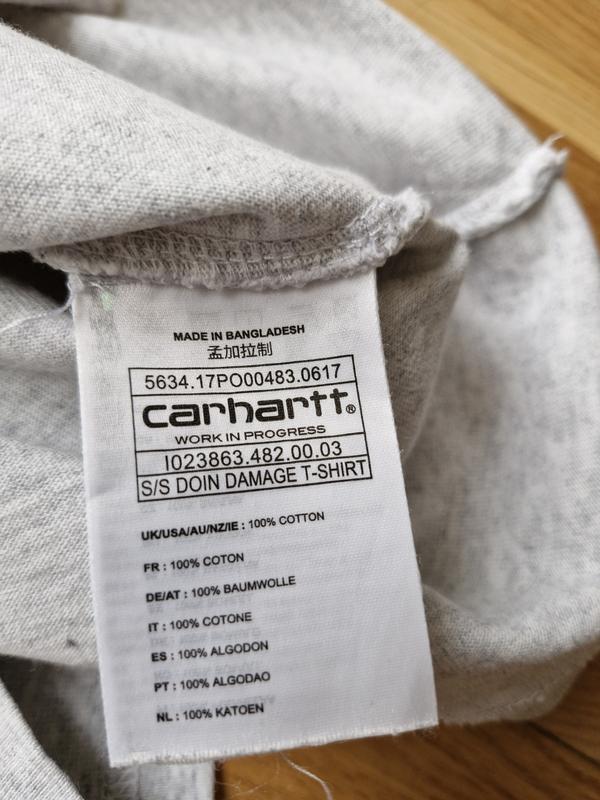 MADE IN BANGLADESH
孟加拉制
5634.17PO00483.0617
carhartt®
WORK IN PROGRESS
I023863.482.00.03
S/S DOIN DAMAGE T-SHIRT
UK/USA/AU/NZ/IE : 100% COTTON
FR : 100% COTON
DE/AT : 100% BAUMWOLLE
IT : 100% COTONE
ES : 100% ALGODON
PT : 100% ALGODAO
NL : 100% KATOEN